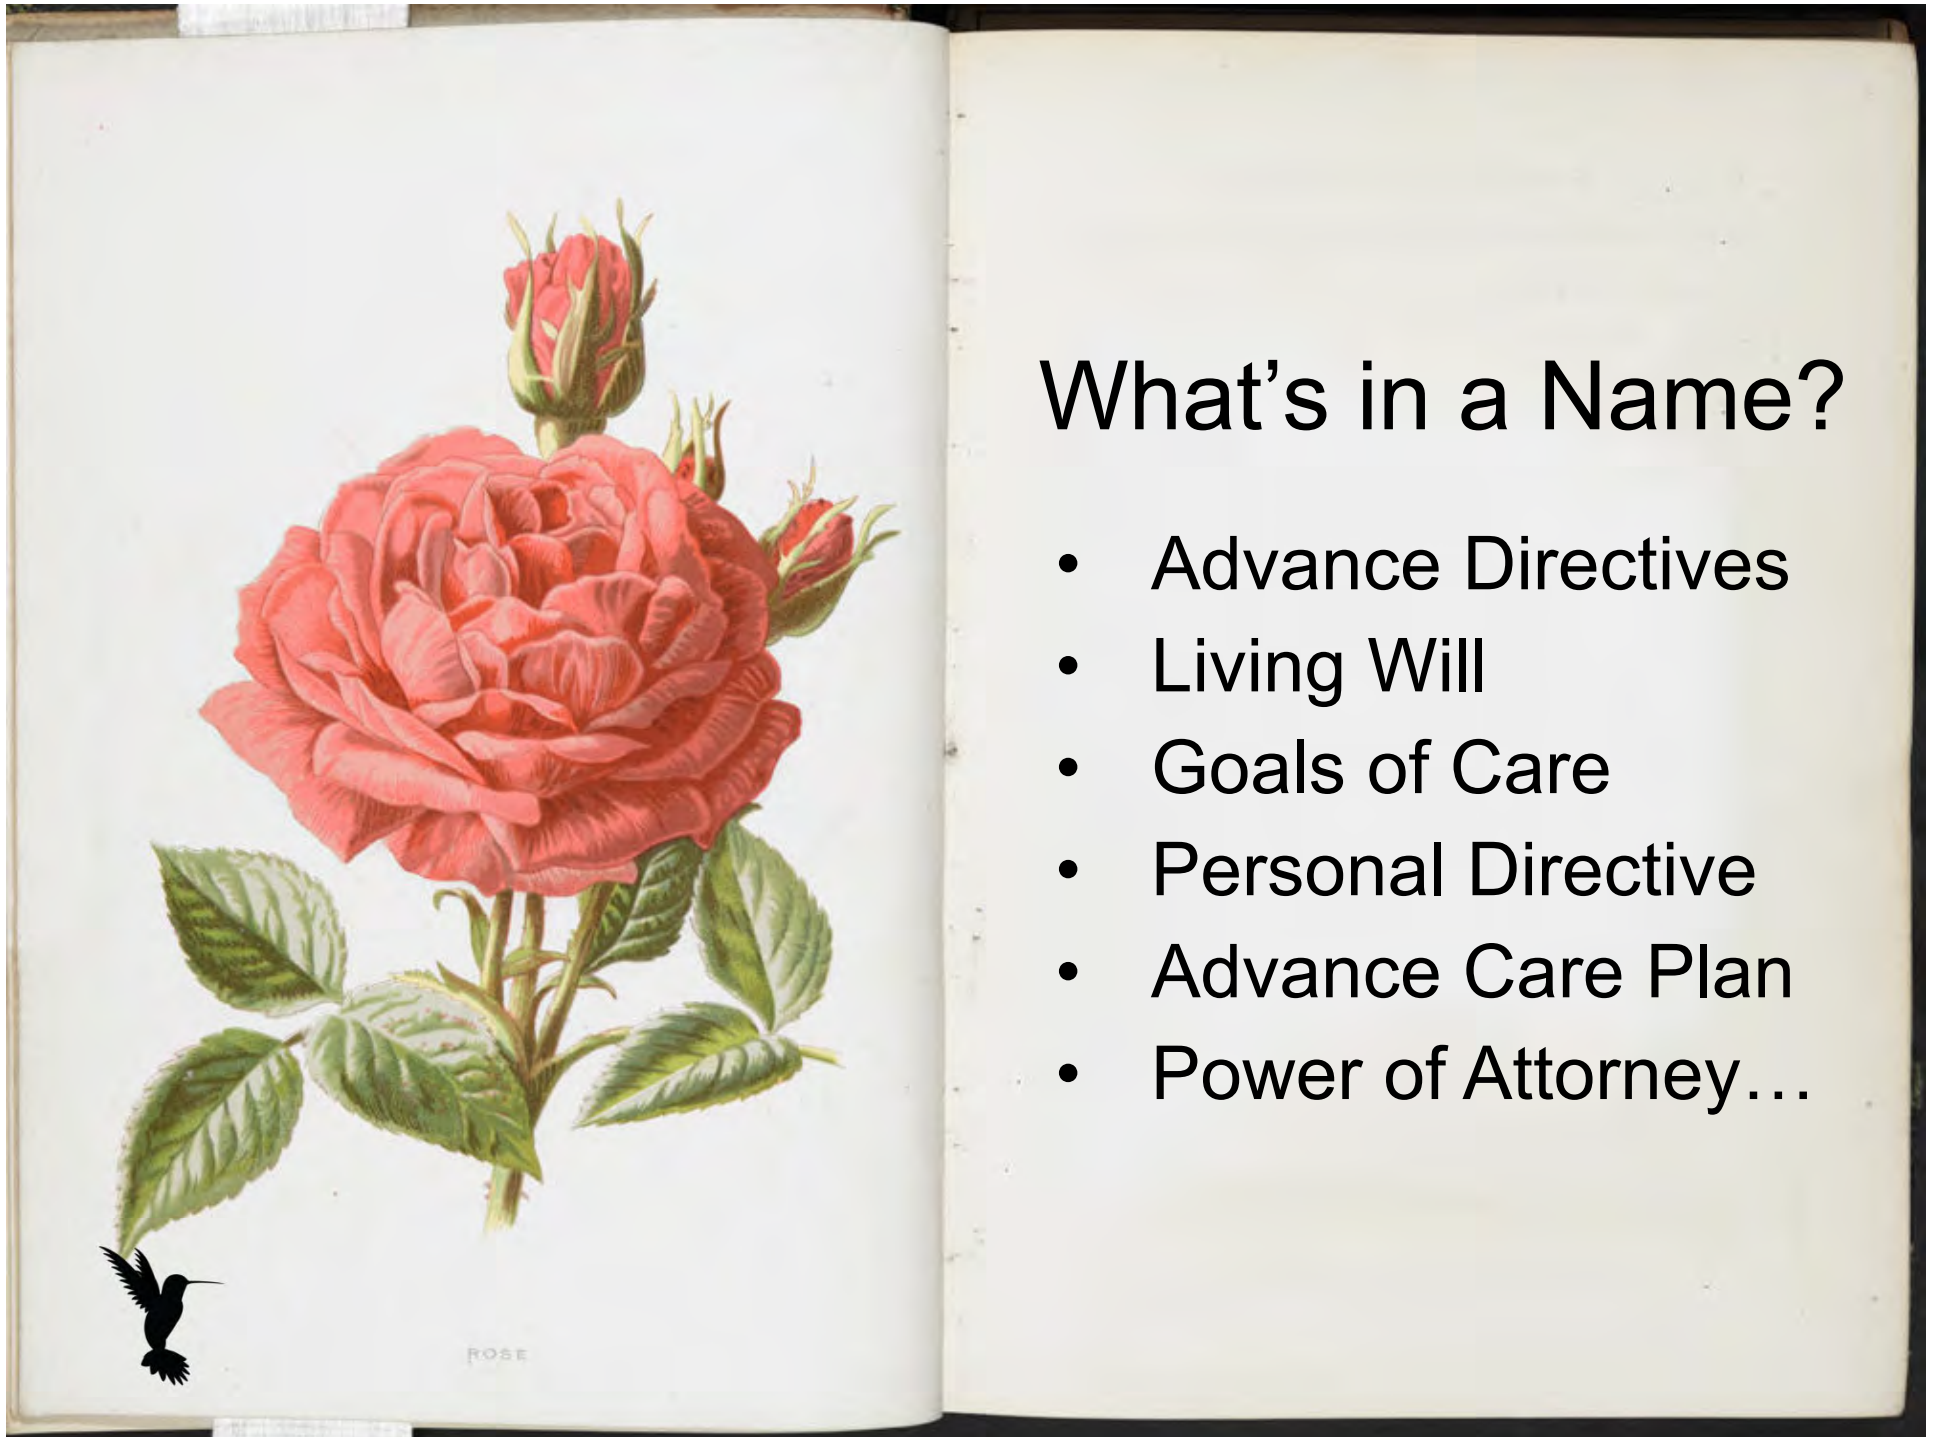 ROSE
What’s in a Name?
• Advance Directives
• Living Will
• Goals of Care
• Personal Directive
• Advance Care Plan
• Power of Attorney…